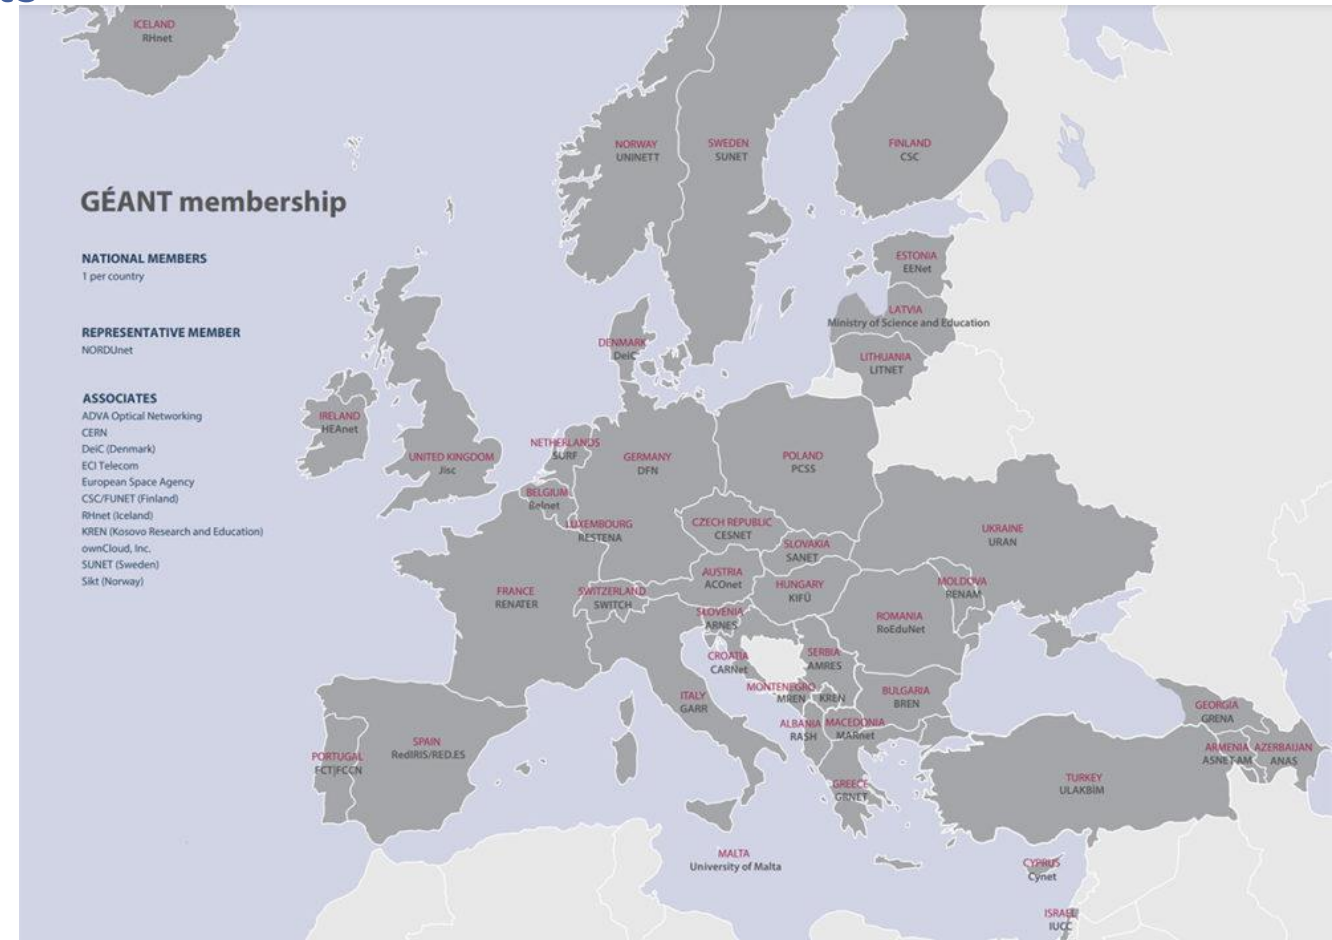 ICELAND
RHnet
NORWAY
UNINETT
SWEDEN
SUNET
FINLAND
CSC
GÉANT membership
NATIONAL MEMBERS
1 per country
REPRESENTATIVE MEMBER
NORDUnet
ASSOCIATES
ADVA Optical Networking
CERN
DeiC (Denmark)
ECI Telecom
European Space Agency
CSC/FUNET (Finland)
RHnet (Iceland)
KREN (Kosovo Research and Education)
ownCloud, Inc.
SUNET (Sweden)
Sikt (Norway)
ESTONIA
EENet
LATVIA
Ministry of Science and Education
LITHUANIA
LITNET
DENMARK
DeiC
IRELAND
HEAnet
UNITED KINGDOM
Jisc
NETHERLANDS
SURF
GERMANY
DFN
POLAND
PCSS
BELGIUM
Belnet
LUXEMBOURG
RESTENA
CZECH REPUBLIC
CESNET
SLOVAKIA
SANET
UKRAINE
URAN
AUSTRIA
ACOnet
HUNGARY
KIFÜ
MOLDOVA
RENAM
FRANCE
RENATER
SWITZERLAND
SWITCH
SLOVENIA
ARNES
ROMANIA
RoEduNet
CROATIA
CARNet
SERBIA
AMRES
MONTENEGRO
MREN
KREN
BULGARIA
BREN
ITALY
GARR
ALBANIA
RASH
MACEDONIA
MARnet
GEORGIA
GRENA
ARMENIA
ASNET-AM
AZERBAIJAN
ANAS
PORTUGAL
FCT|FCCN
SPAIN
RedIRIS/RED.ES
GREECE
GRNET
TURKEY
ULAKBİM
MALTA
University of Malta
CYPRUS
Cynet
ISRAEL
IUCC